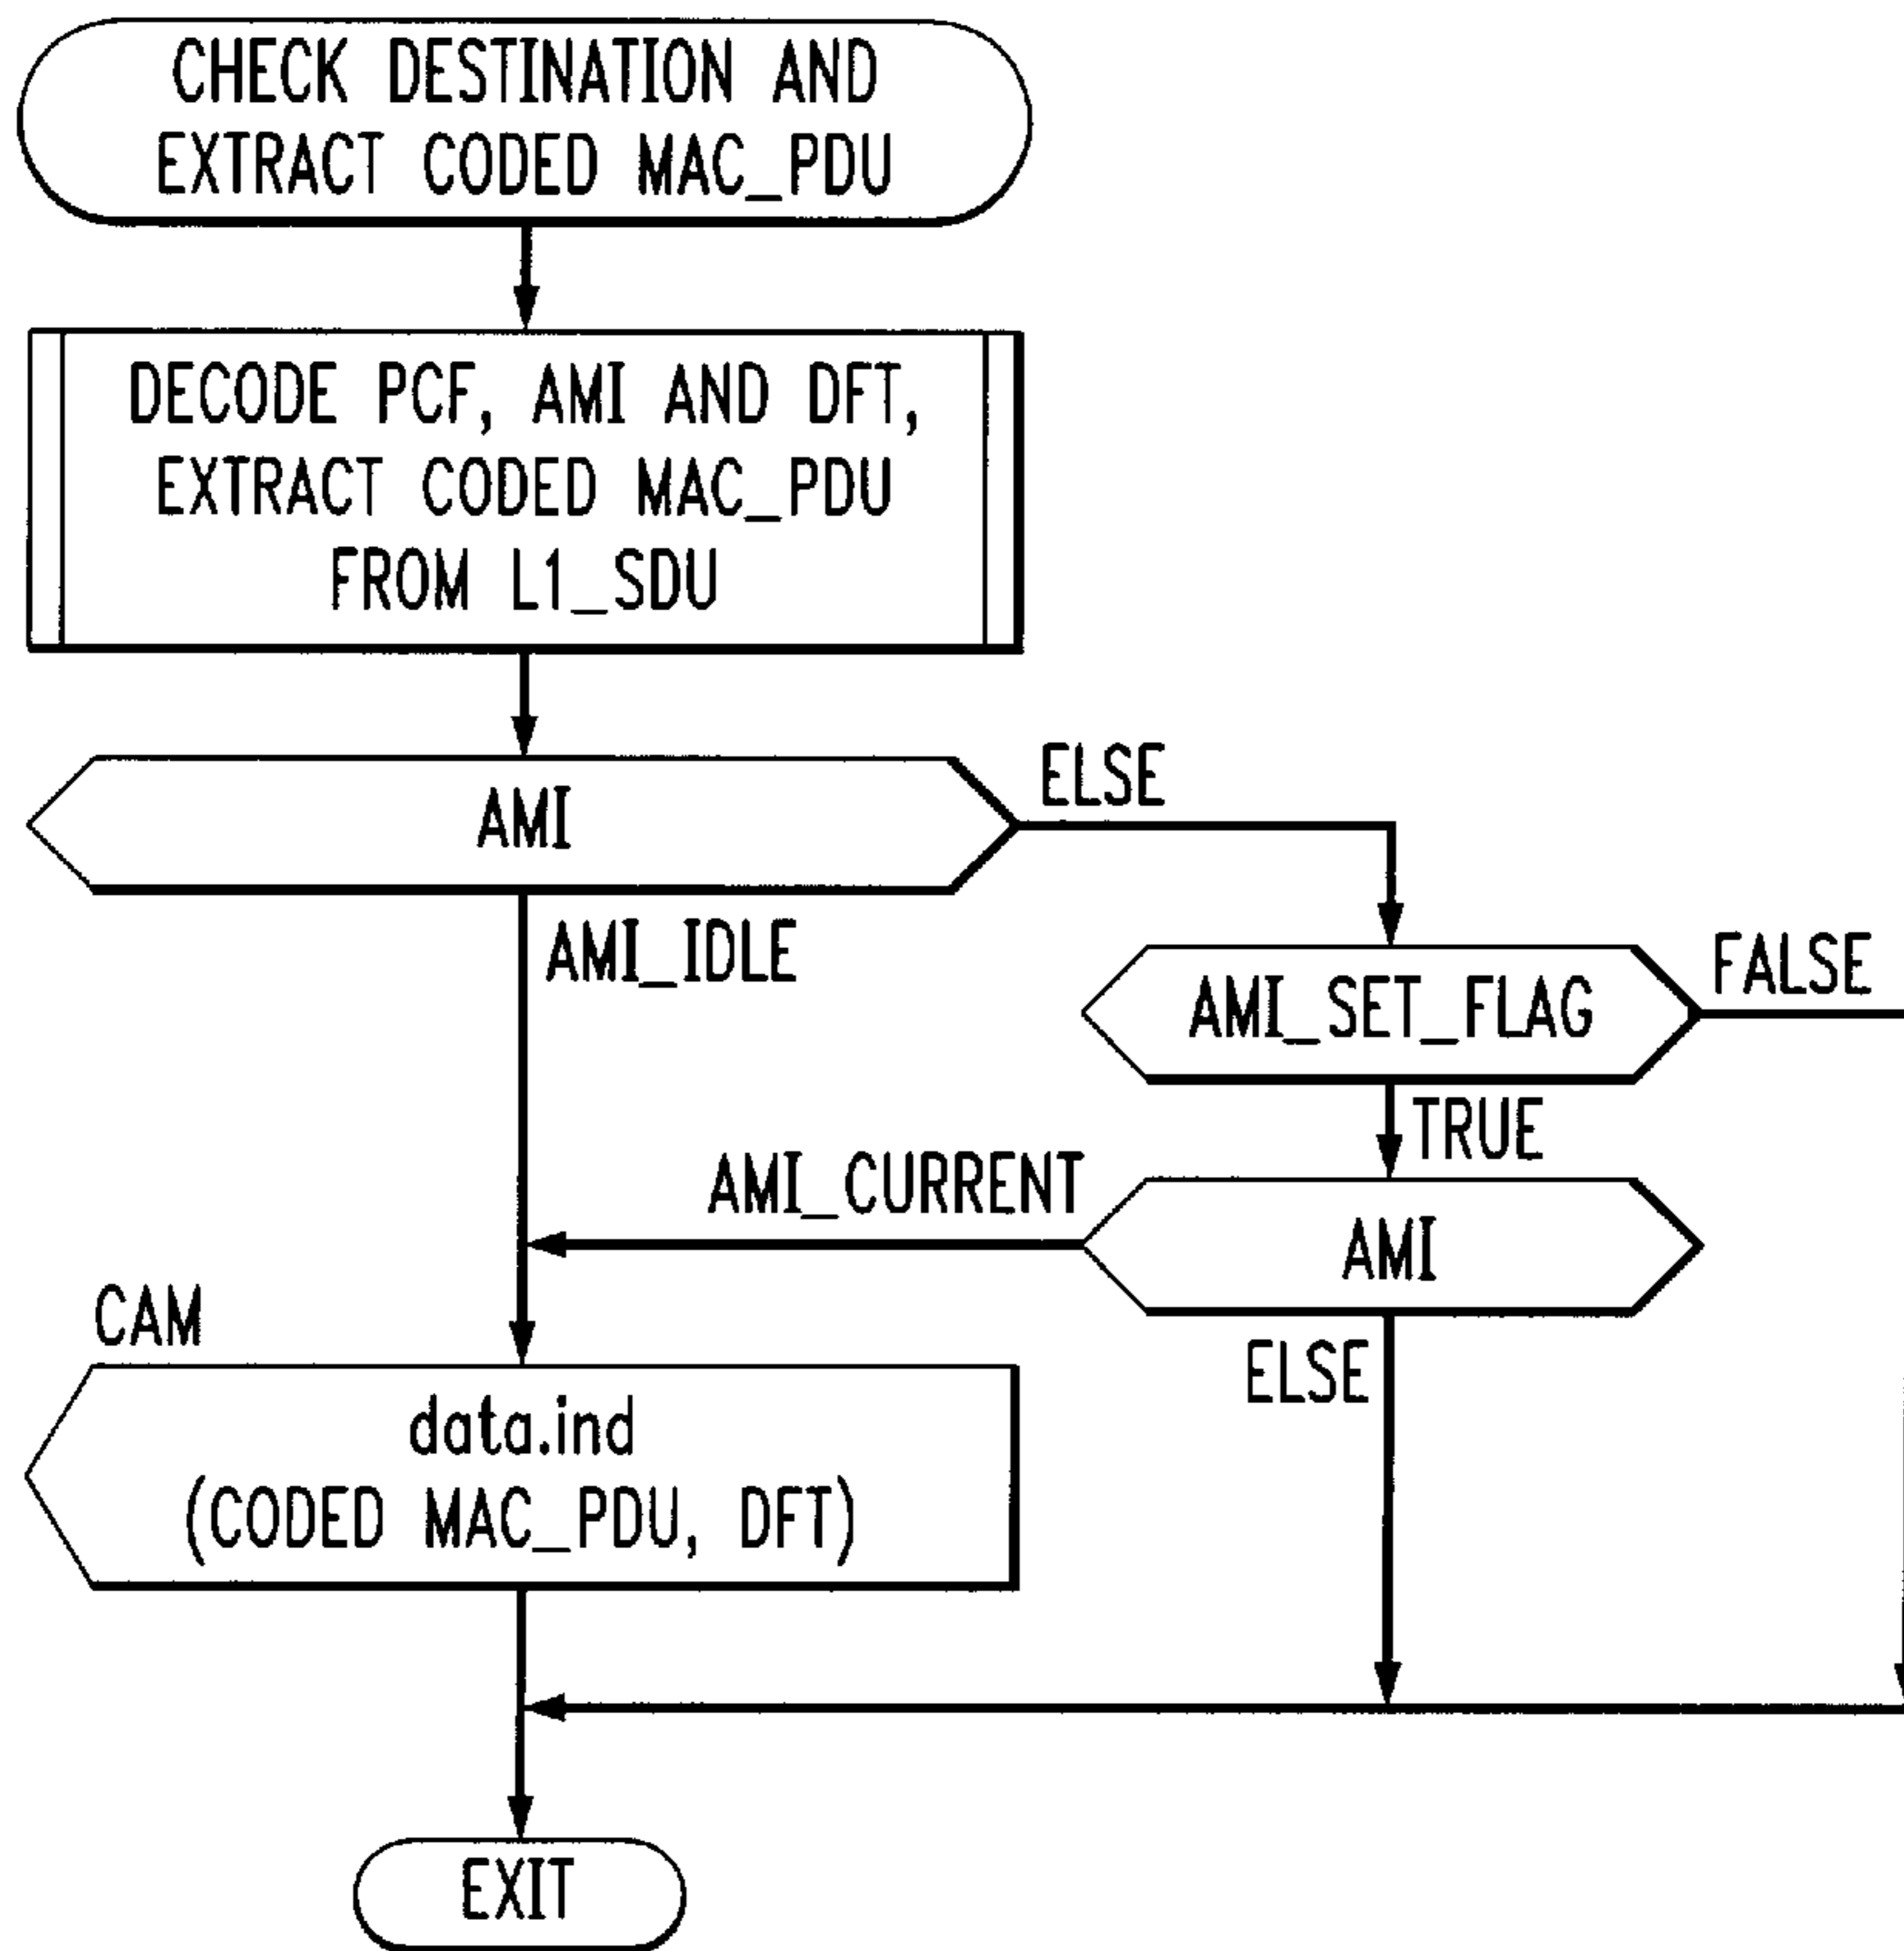 CHECK DESTINATION AND
EXTRACT CODED MAC_PDU
DECODE PCF, AMI AND DFT,
EXTRACT CODED MAC_PDU
FROM L1_SDU
AMI
ELSE
AMI_IDLE
AMI_SET_FLAG
FALSE
TRUE
AMI_CURRENT
AMI
CAM
ELSE
data.ind
(CODED MAC_PDU, DFT)
EXIT